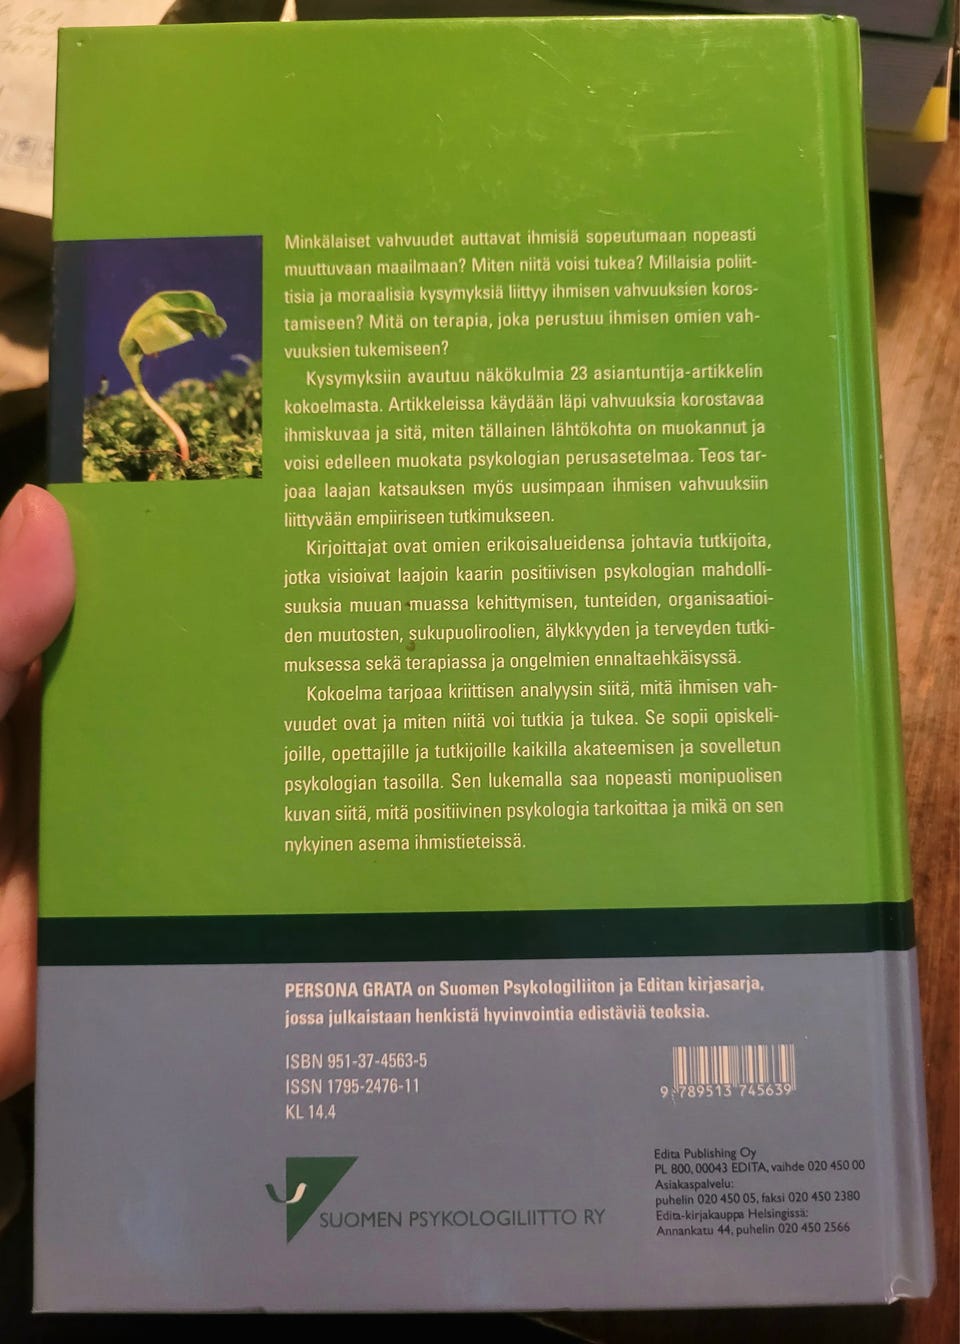 Minkälaiset vahvuudet auttavat ihmisiä sopeutumaan nopeasti
muuttuvaan maailmaan? Miten niitä voisi tukea? Millaisia poliit-
tisia ja moraalisia kysymyksiä liittyy ihmisen vahvuuksien koros-
tamiseen? Mitä on terapia, joka perustuu ihmisen omien vah-
vuuksien tukemiseen?
Kysymyksiin avautuu näkökulmia 23 asiantuntija-artikkelin
kokoelmasta. Artikkeleissa käydään läpi vahvuuksia korostavaa
ihmiskuvaa ja sitä, miten tällainen lähtökohta on muokannut ja
voisi edelleen muokata psykologian perusasetelmaa. Teos tar-
joaa laajan katsauksen myös uusimpaan ihmisen vahvuuksiin
liittyvään empiiriseen tutkimukseen.
Kirjoittajat ovat omien erikoisalueidensa johtavia tutkijoita,
jotka visioivat laajoin kaarin positiivisen psykologian mahdolli-
suuksia muuan muassa kehittymisen, tunteiden, organisaatioi-
den muutosten, sukupuoliroolien, älykkyyden ja terveyden tutki-
muksessa sekä terapiassa ja ongelmien ennaltaehkäisyssä.
Kokoelma tarjoaa kriittisen analyysin siitä, mitä ihmisen vah-
vuudet ovat ja miten niitä voi tutkia ja tukea. Se sopii opiskeli-
joille, opettajille ja tutkijoille kaikilla akateemisen ja sovelletun
psykologian tasoilla. Sen lukemalla saa nopeasti monipuolisen
kuvan siitä, mitä positiivinen psykologia tarkoittaa ja mikä on sen
nykyinen asema ihmistieteissä.
PERSONA GRATA on Suomen Psykologiliiton ja Editan kirjasarja,
jossa julkaistaan henkistä hyvinvointia edistäviä teoksia.
ISBN 951-37-4563-5
ISSN 1795-2476-11
KL 14.4
9 789513 745639
SUOMEN PSYKOLOGILIITTO RY
Edita Publishing Oy
PL 800, 00043 EDITA, vaihde 020 450 00
Asiakaspalvelu:
puhelin 020 450 05, faksi 020 450 2380
Edita-kirjakauppa Helsingissä:
Annankatu 44, puhelin 020 450 2566